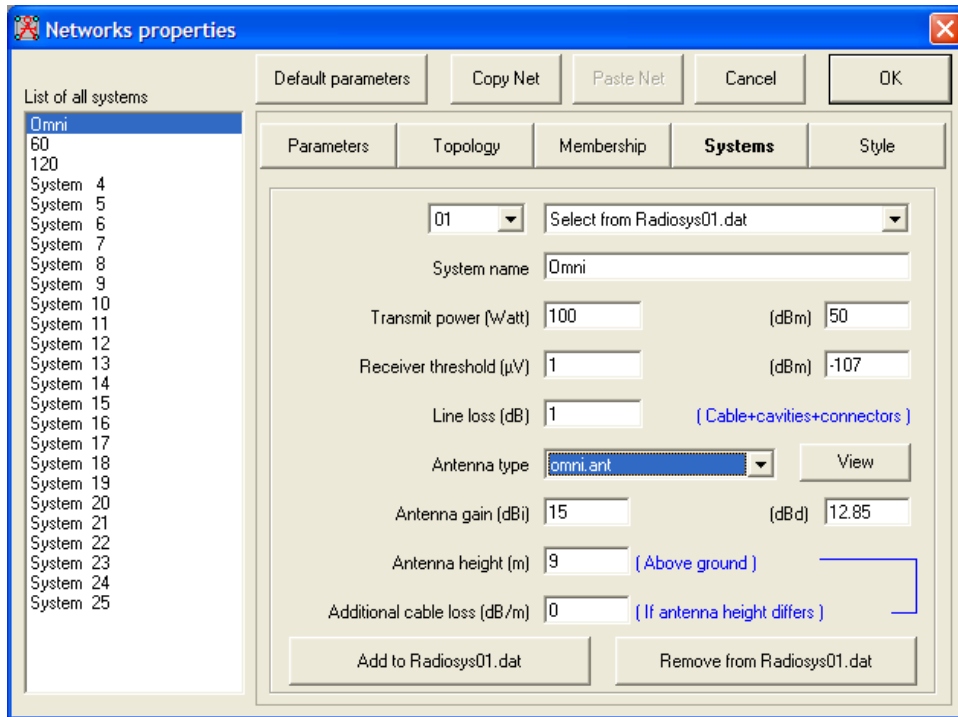 Networks properties
Default parameters Copy Net Paste Net Cancel OK
List of all systems
Omni
60
120
System 4
System 5
System 6
System 7
System 8
System 9
System 10
System 11
System 12
System 13
System 14
System 15
System 16
System 17
System 18
System 19
System 20
System 21
System 22
System 23
System 24
System 25
Parameters Topology Membership Systems Style
01 Select from Radiosys01.dat
System name Omni
Transmit power (Watt) 100 (dBm) 50
Receiver threshold (µV) 1 (dBm) -107
Line loss (dB) 1 ( Cable+cavities+connectors )
Antenna type omni.ant View
Antenna gain (dBi) 15 (dBd) 12.85
Antenna height (m) 9 ( Above ground )
Additional cable loss (dB/m) 0 ( If antenna height differs )
Add to Radiosys01.dat Remove from Radiosys01.dat